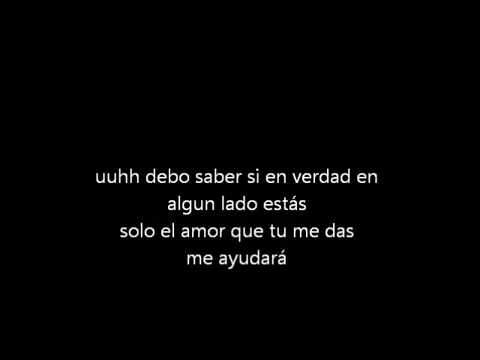 uuhh debo saber si en verdad en
algun lado estás
solo el amor que tu me das
me ayudará